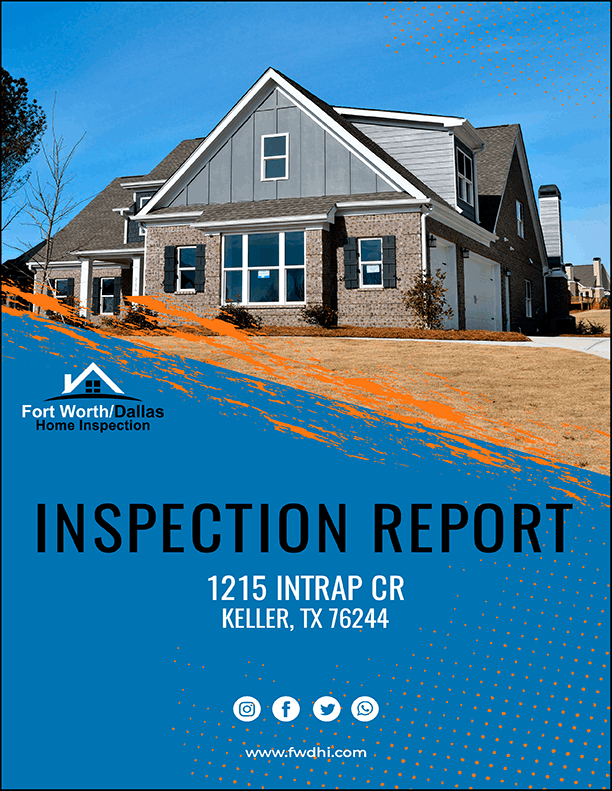 Fort Worth/Dallas
Home Inspection
INSPECTION REPORT
1215 INTRAP CR
KELLER, TX 76244
www.fwdhi.com